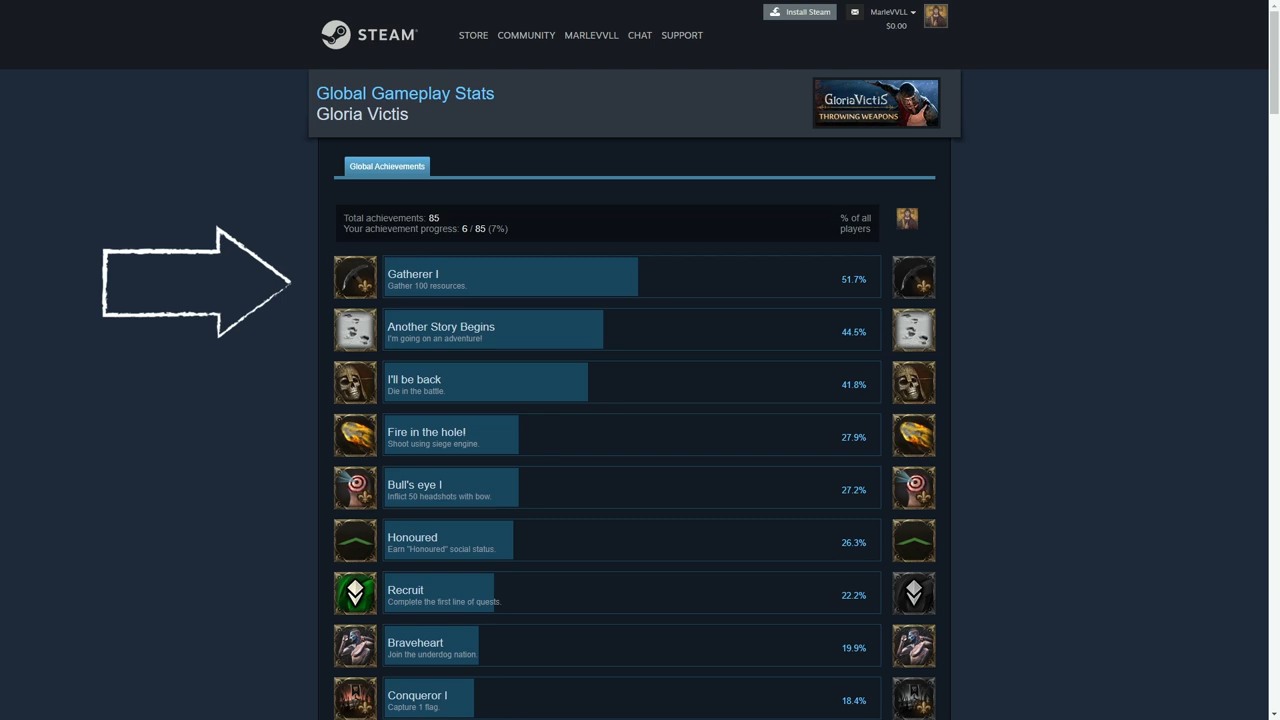 Install Steam
MarleVVLL
$0.00
STEAM®
STORE COMMUNITY MARLEVVLL CHAT SUPPORT
Global Gameplay Stats
Gloria Victis
GLORIA VICTIS
THROWING WEAPONS
Global Achievements
Total achievements: 85
Your achievement progress: 6 / 85 (7%)
% of all
players
Gatherer I
Gather 100 resources.
51.7%
Another Story Begins
I'm going on an adventure!
44.5%
I'll be back
Die in the battle.
41.8%
Fire in the hole!
Shoot using siege engine.
27.9%
Bull's eye I
Inflict 50 headshots with bow.
27.2%
Honoured
Earn "Honoured" social status.
26.3%
Recruit
Complete the first line of quests.
22.2%
Braveheart
Join the underdog nation.
19.9%
Conqueror I
Capture 1 flag.
18.4%